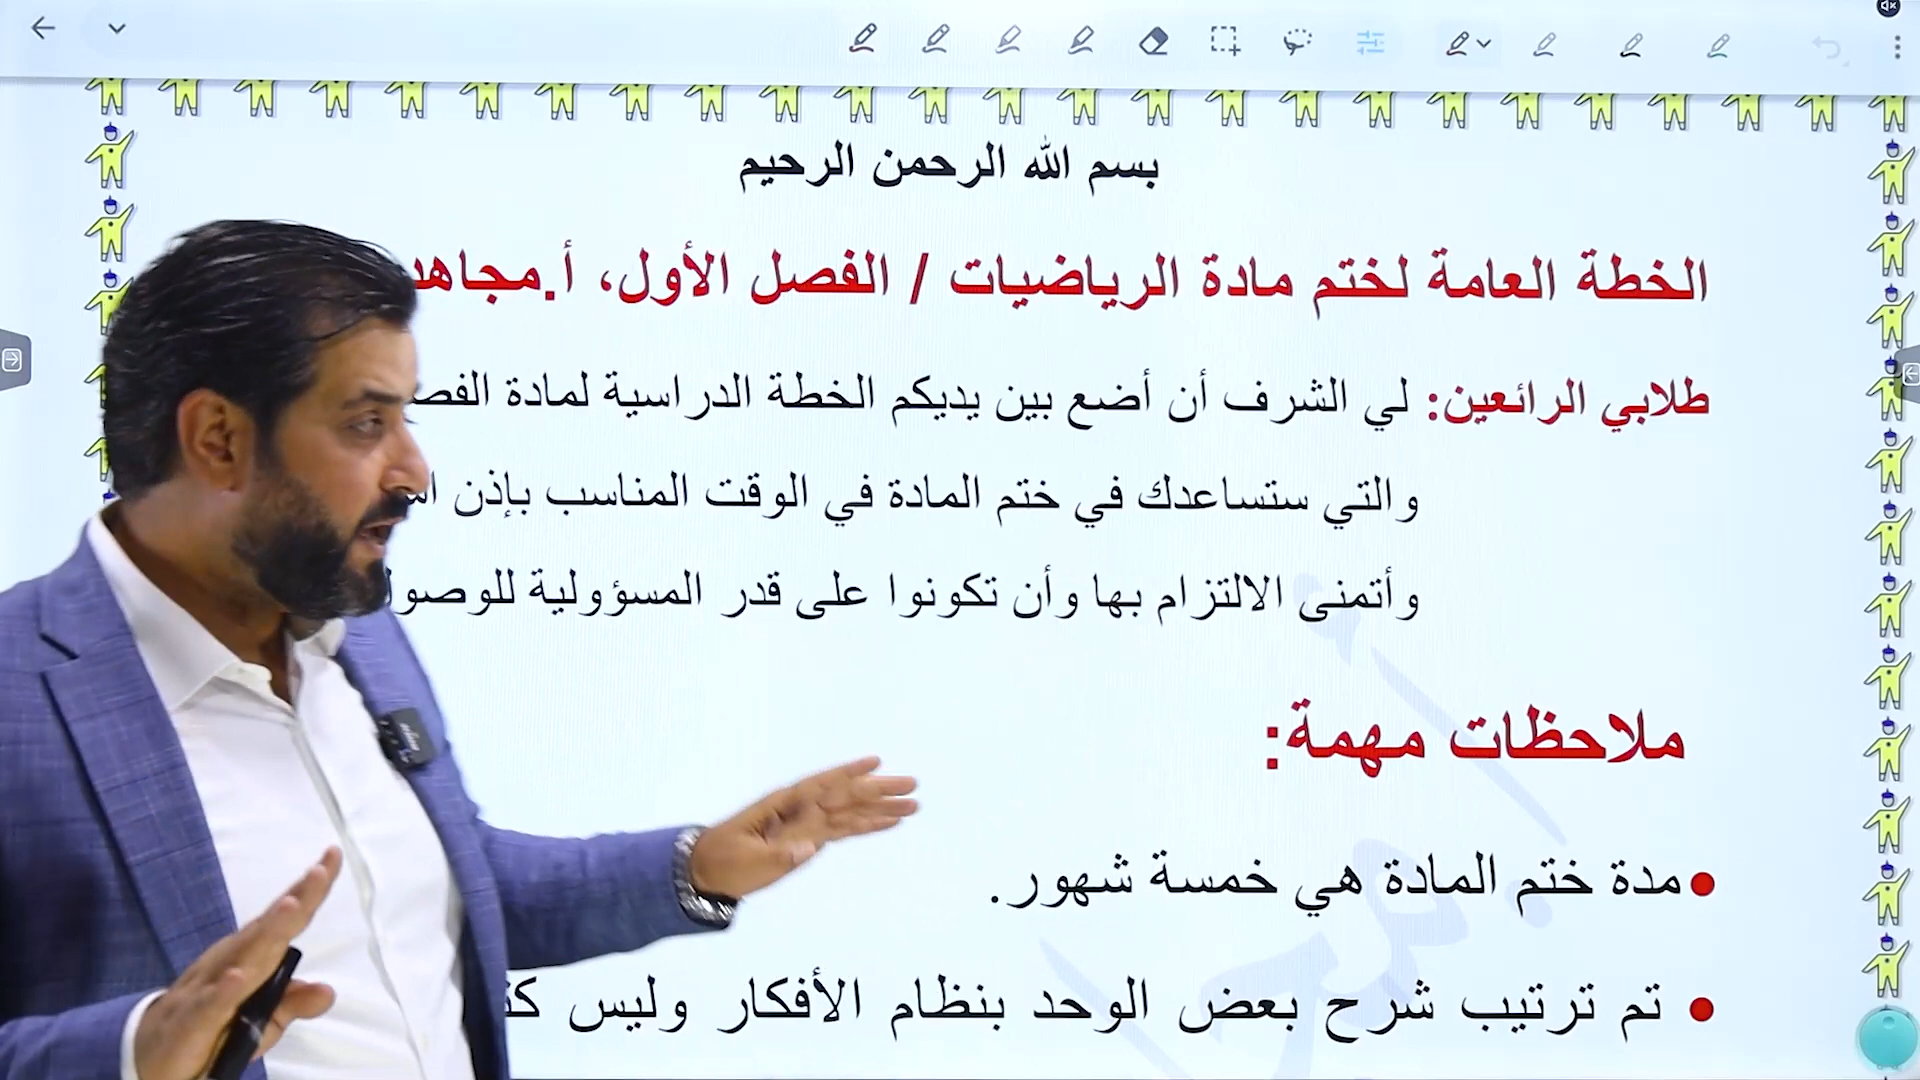 بسم الله الرحمن الرحيم
الخطة العامة لختم مادة الرياضيات / الفصل الأول، أ.مجاهد
طلابي الرائعين: لي الشرف أن أضع بين يديكم الخطة الدراسية لمادة
والتي ستساعدك في ختم المادة في الوقت المناسب بإذن
وأتمنى الالتزام بها وأن تكونوا على قدر المسؤولية
ملاحظات مهمة:
• مدة ختم المادة هي خمسة شهور.
• تم ترتيب شرح بعض الوحد بنظام الأفكار وليس